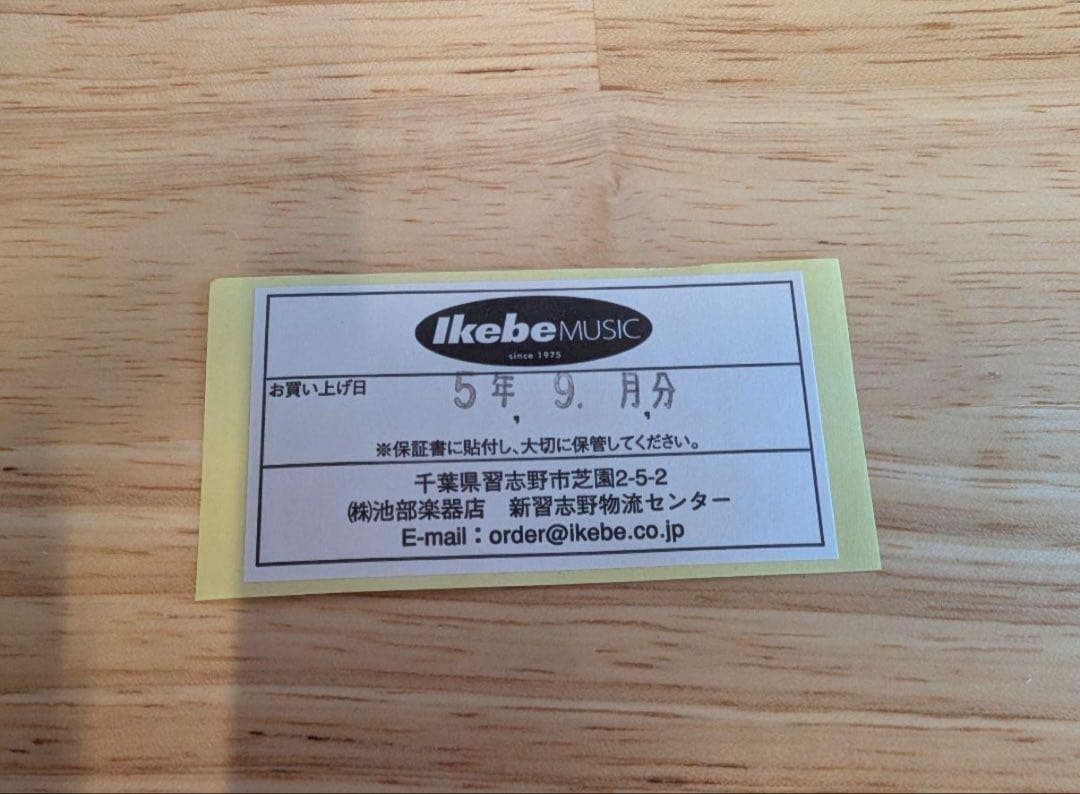 Ikebe MUSIC
since 1975
お買い上げ日 5年 9. 月分
※保証書に貼付し、大切に保管してください。
千葉県習志野市芝園2-5-2
㈱池部楽器店　新習志野物流センター
E-mail：order@ikebe.co.jp